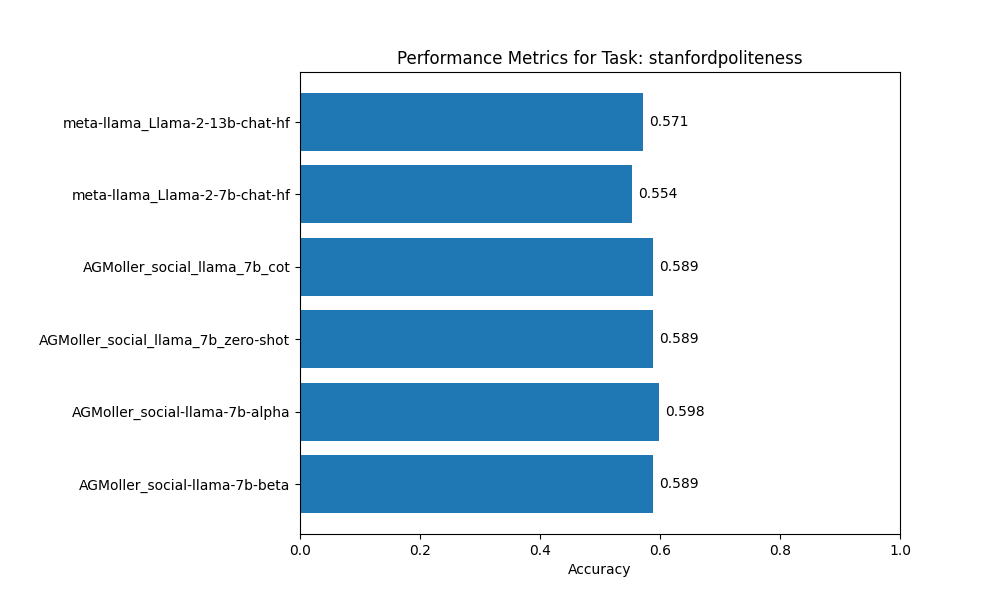 Performance Metrics for Task: stanfordpoliteness
meta-llama_Llama-2-13b-chat-hf
0.571
meta-llama_Llama-2-7b-chat-hf
0.554
AGMoller_social_llama_7b_cot
0.589
AGMoller_social_llama_7b_zero-shot
0.589
AGMoller_social-llama-7b-alpha
0.598
AGMoller_social-llama-7b-beta
0.589
0.0 0.2 0.4 0.6 0.8 1.0
Accuracy